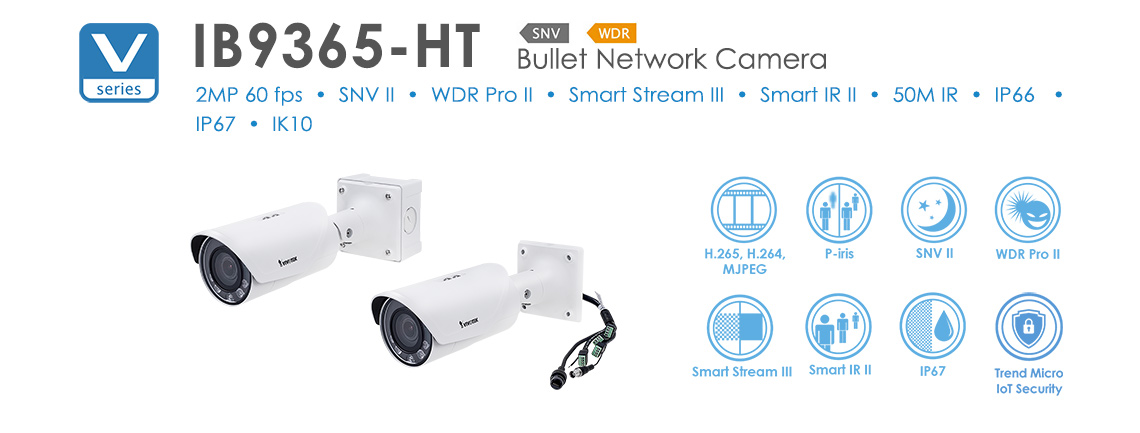 V
series
IB9365-HT
SNV
WDR
Bullet Network Camera
2MP 60 fps • SNV II • WDR Pro II • Smart Stream III • Smart IR II • 50M IR • IP66 •
IP67 • IK10
VIVOTEK
VIVOTEK
H.265, H.264,
MJPEG
P-iris
SNV II
WDR Pro II
Smart Stream III
Smart IR II
IP67
Trend Micro
IoT Security